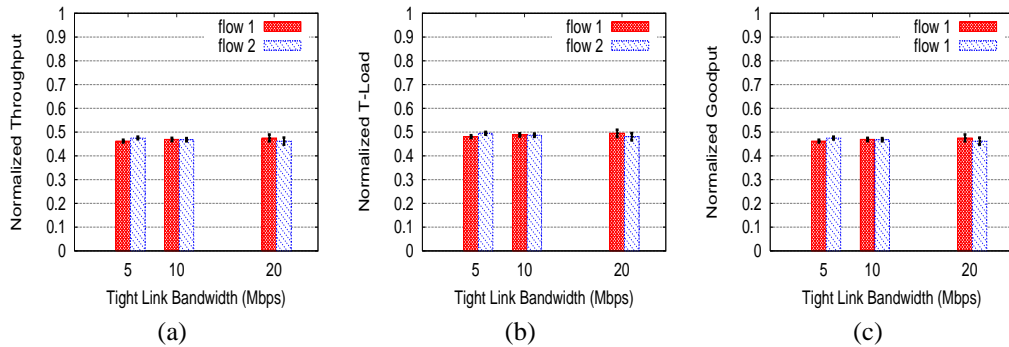 Normalized Throughput
1
0.9
0.8
0.7
0.6
0.5
0.4
0.3
0.2
0.1
0
flow 1
flow 2
5 10 20
Tight Link Bandwidth (Mbps)
(a)
Normalized T-Load
1
0.9
0.8
0.7
0.6
0.5
0.4
0.3
0.2
0.1
0
flow 1
flow 2
5 10 20
Tight Link Bandwidth (Mbps)
(b)
Normalized Goodput
1
0.9
0.8
0.7
0.6
0.5
0.4
0.3
0.2
0.1
0
flow 1
flow 1
5 10 20
Tight Link Bandwidth (Mbps)
(c)